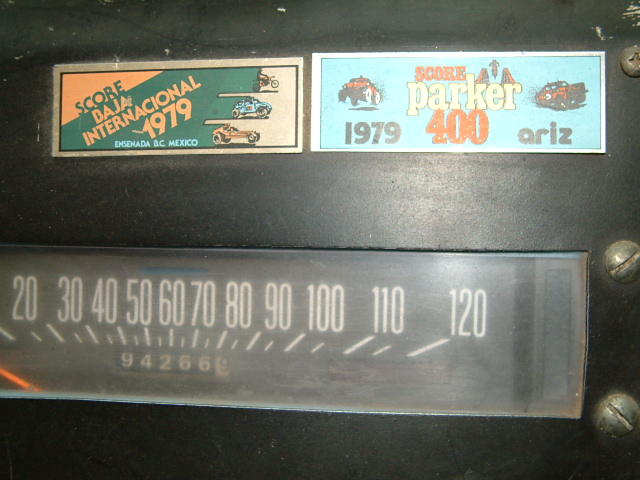 SCORE
BAJA
INTERNACIONAL
1979
ENSENADA B.C. MEXICO
SCORE
parker
1979 400 ariz
20 30 40 50 60 70 80 90 100 110 120
94266